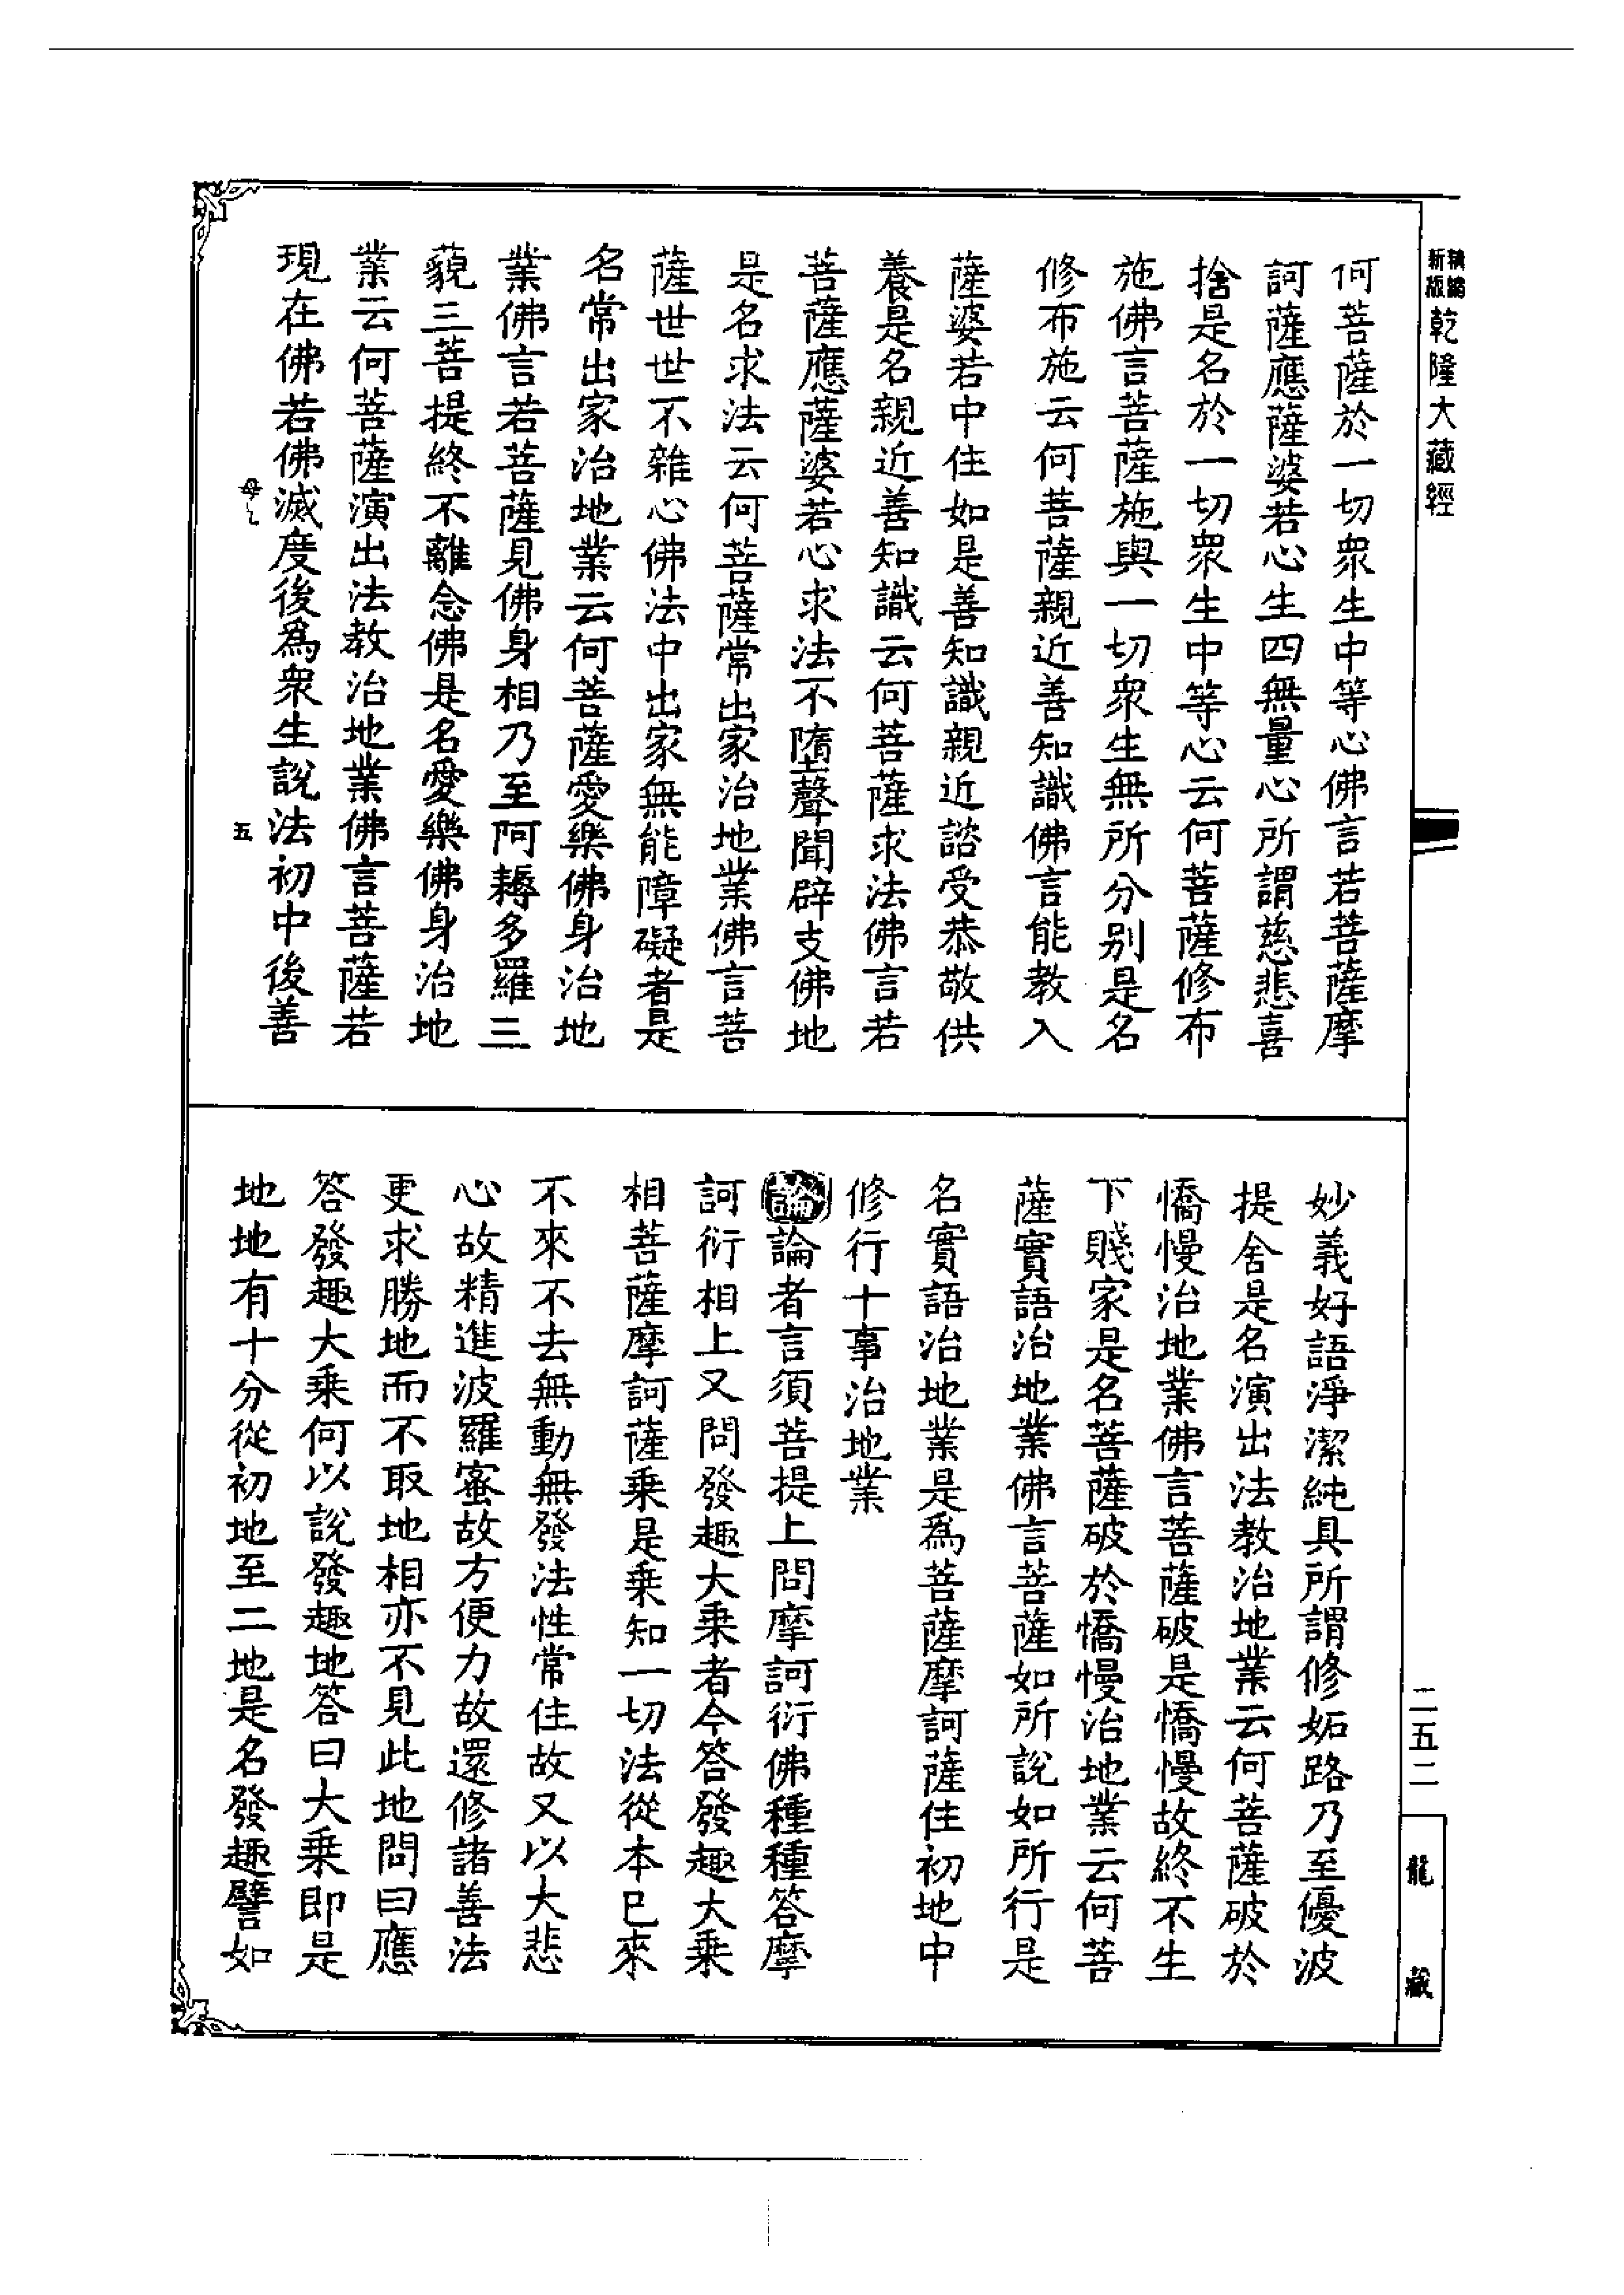 新版
乾隆大藏經
何菩薩於一切衆生中等心佛言若菩薩摩
訶薩應薩婆若心生四無量心所謂慈悲喜
捨是名於一切衆生中等心云何菩薩修布
施佛言菩薩施與一切衆生無所分别是名
修布施云何菩薩親近善知識佛言能教入
薩婆若中住如是善知識親近諮受恭敬供
養是名親近善知識云何菩薩求法佛言若
菩薩應薩婆若心求法不墮聲聞辟支佛地
是名求法云何菩薩常出家治地業佛言菩
薩世世不雜心佛法中出家無能障礙者是
名常出家治地業云何菩薩愛樂佛身治地
業佛言若菩薩見佛身相乃至阿耨多羅三
藐三菩提終不離念佛是名愛樂佛身治地
業云何菩薩演出法教治地業佛言菩薩若
現在佛若佛滅度後爲衆生說法初中後善
五
妙義好語淨潔純具所謂修妬路乃至優波
提舍是名演出法教治地業云何菩薩破於
憍慢治地業佛言菩薩破是憍慢故終不生
下賤家是名菩薩破於憍慢治地業云何菩
薩實語治地業佛言菩薩如所說如所行是
名實語治地業是爲菩薩摩訶薩住初地中
修行十事治地業
論論者言須菩提上問摩訶衍佛種種答摩
訶衍相上又問發趣大乘者今答發趣大乘
相菩薩摩訶薩乘是乘知一切法從本已來
不來不去無動無發法性常住故又以大悲
心故精進波羅蜜故方便力故還修諸善法
更求勝地而不取地相亦不見此地問曰應
答發趣大乘何以說發趣地答曰大乘即是
地地有十分從初地至二地是名發趣譬如
二五二
龍藏